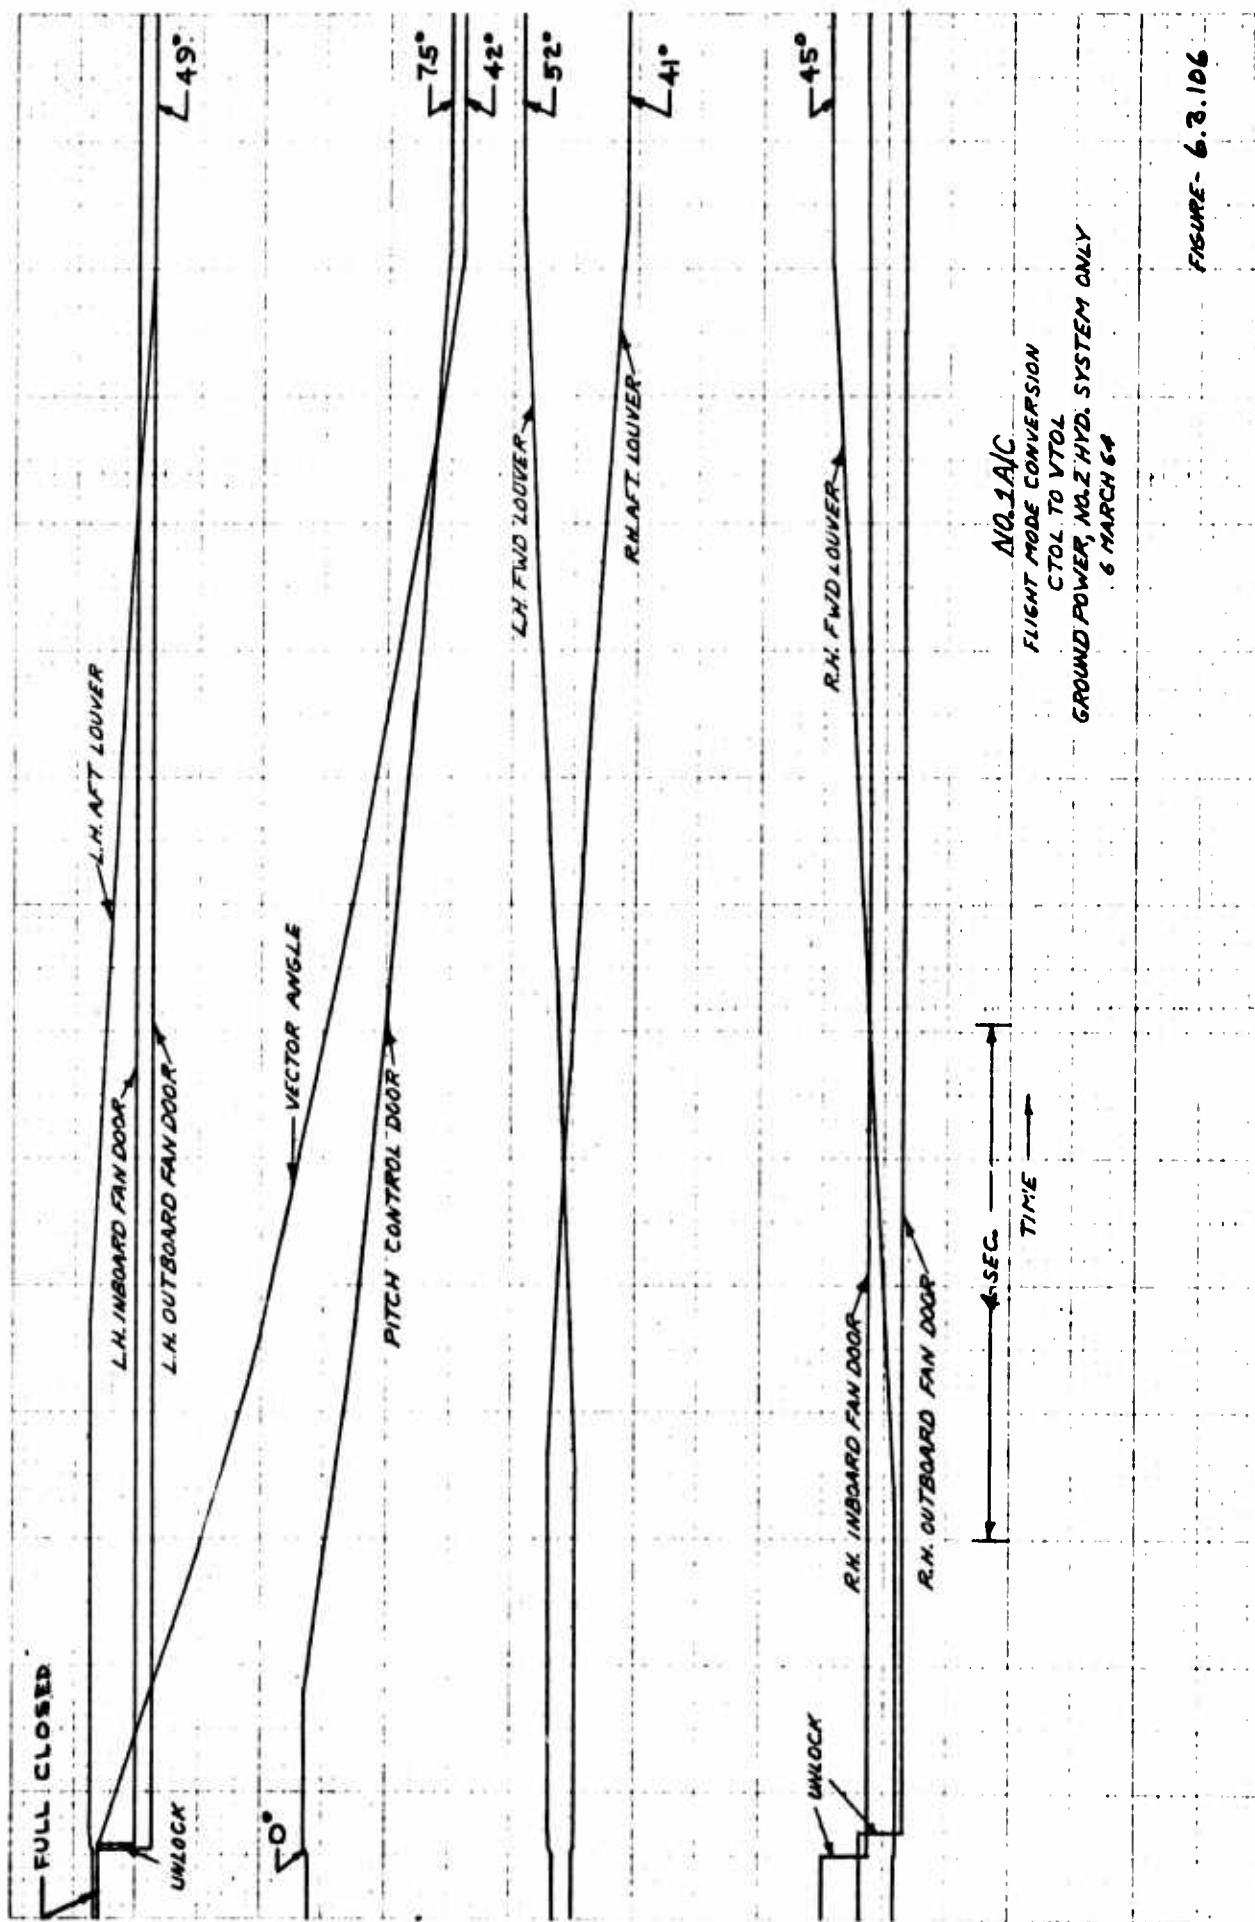 FULL CLOSED
UNLOCK
L.H. AFT LOUVER
49°
L.H. INBOARD FAN DOOR
L.H. OUTBOARD FAN DOOR
VECTOR ANGLE
0°
PITCH CONTROL DOOR
75°
42°
L.H. FWD LOUVER
52°
R.H. AFT LOUVER
41°
R.H. FWD LOUVER
45°
UNLOCK
R.H. INBOARD FAN DOOR
R.H. OUTBOARD FAN DOOR
SEC.
TIME
NO. 1 A/C
FLIGHT MODE CONVERSION
CTOL TO VTOL
GROUND POWER, NO. 2 HYD. SYSTEM ONLY
6 MARCH 64
FIGURE - 6.3.106